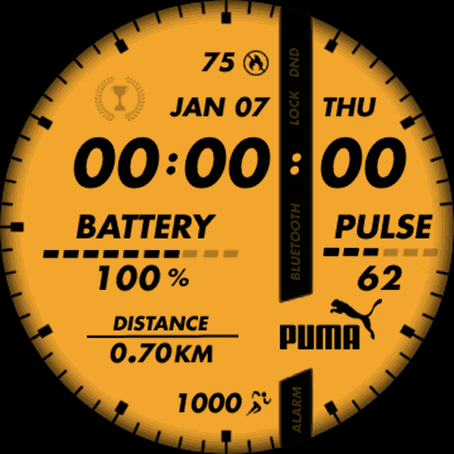 75
DND
LOCK
JAN 07 THU
00:00:00
BATTERY
100 %
PULSE
62
BLUETOOTH
DISTANCE
0.70KM
PUMA
1000
ALARM